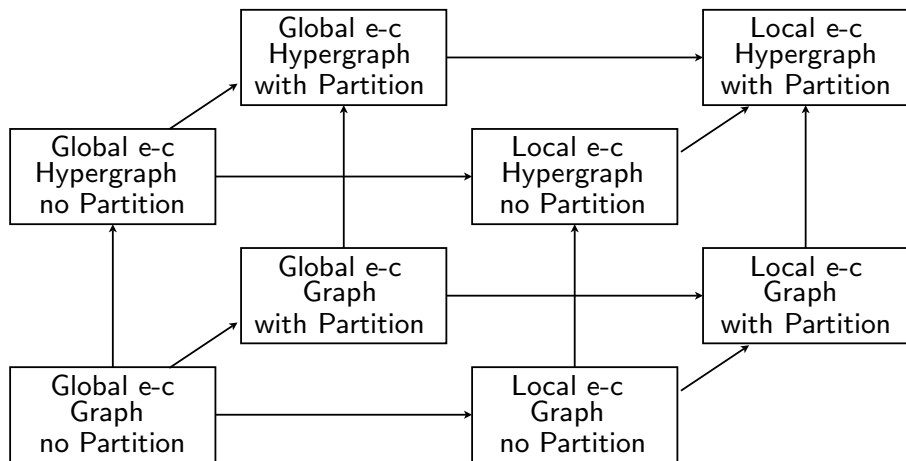 Global e-c
Hypergraph
with Partition
Local e-c
Hypergraph
with Partition
Global e-c
Hypergraph
no Partition
Local e-c
Hypergraph
no Partition
Global e-c
Graph
with Partition
Local e-c
Graph
with Partition
Global e-c
Graph
no Partition
Local e-c
Graph
no Partition